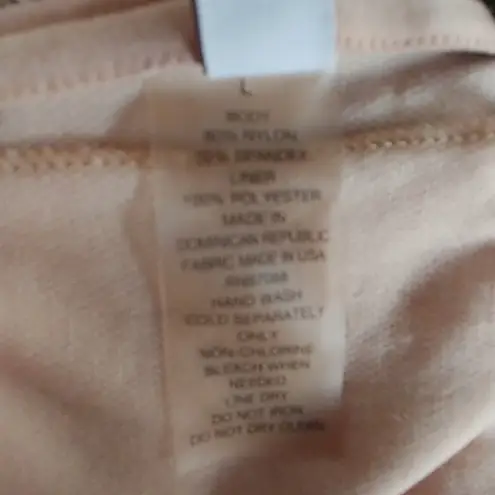 L
BODY
80% NYLON
20% SPANDEX
LINER
100% POLYESTER
MADE IN
DOMINICAN REPUBLIC
FABRIC MADE IN USA
HAND WASH
COLD SEPARATELY
ONLY
NON-CHLORINE
BLEACH WHEN
NEEDED
LINE DRY
DO NOT IRON
DO NOT DRY CLEAN